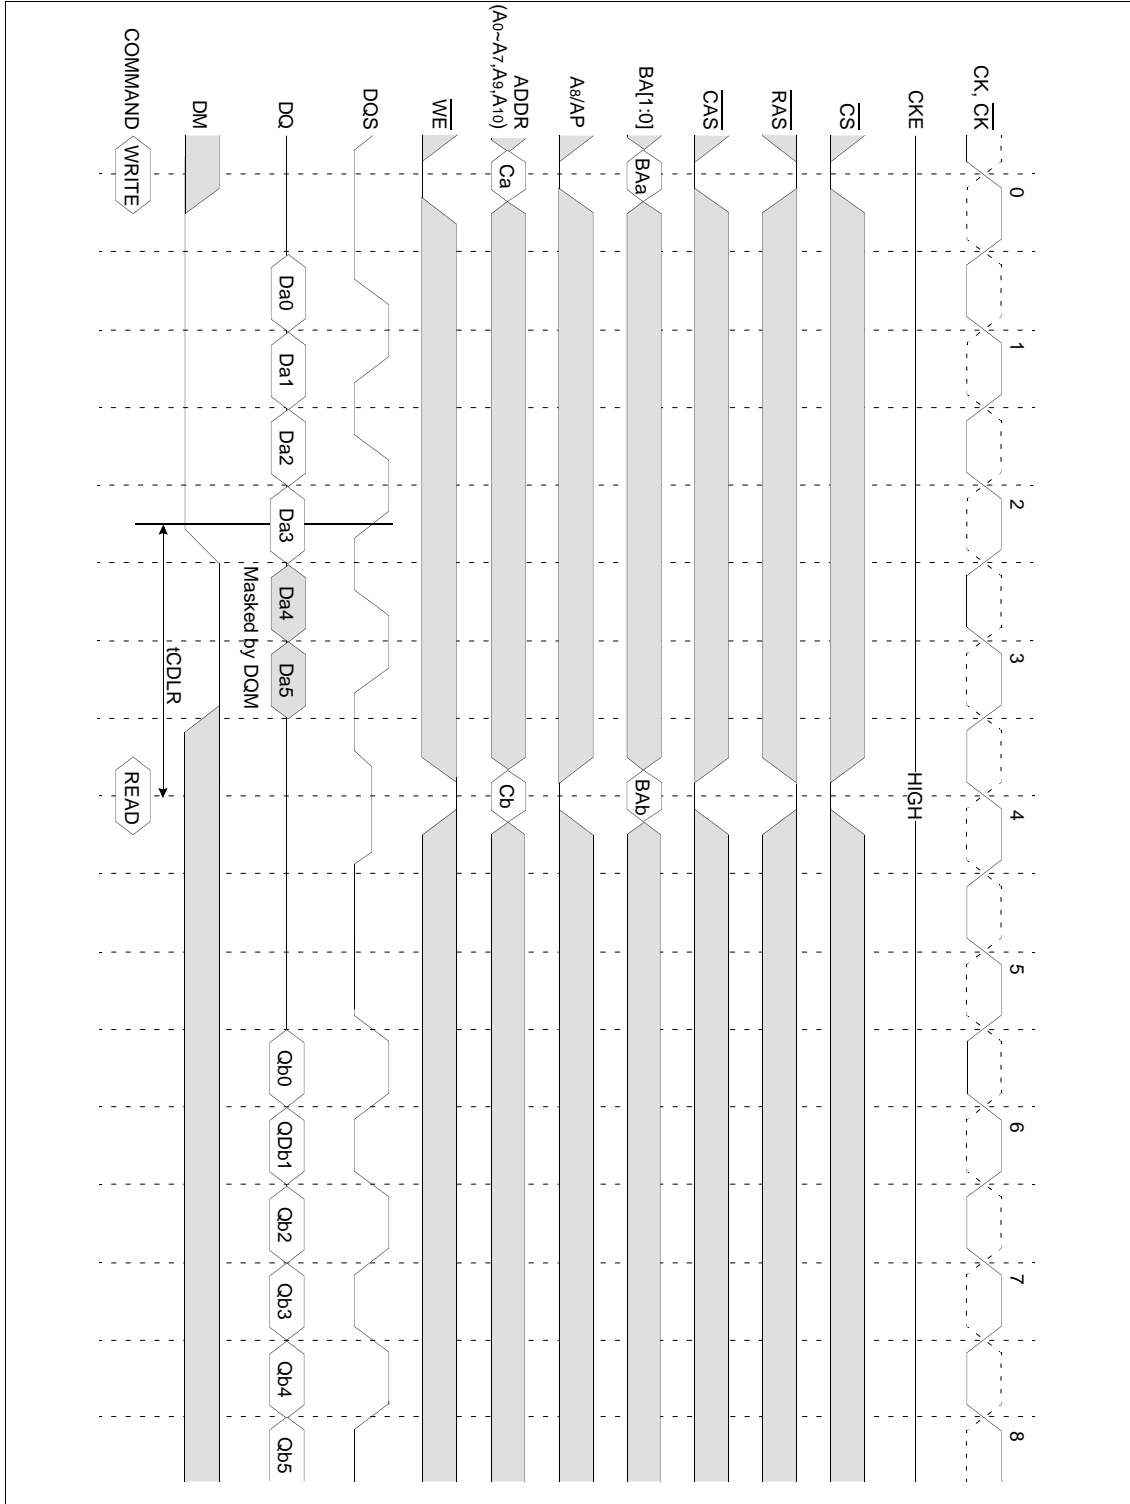 0 1 2 3 4 5 6 7 8
CK, CK
CKE HIGH
CS
RAS
CAS
BA[1:0] BAa BAb
A8/AP
ADDR
(A0~A7,A9,A10) Ca Cb
WE
DQS
DQ Da0 Da1 Da2 Da3 Da4 Da5 Qb0 QDb1 Qb2 Qb3 Qb4 Qb5
Masked by DQM
DM
tCDLR
COMMAND WRITE READ